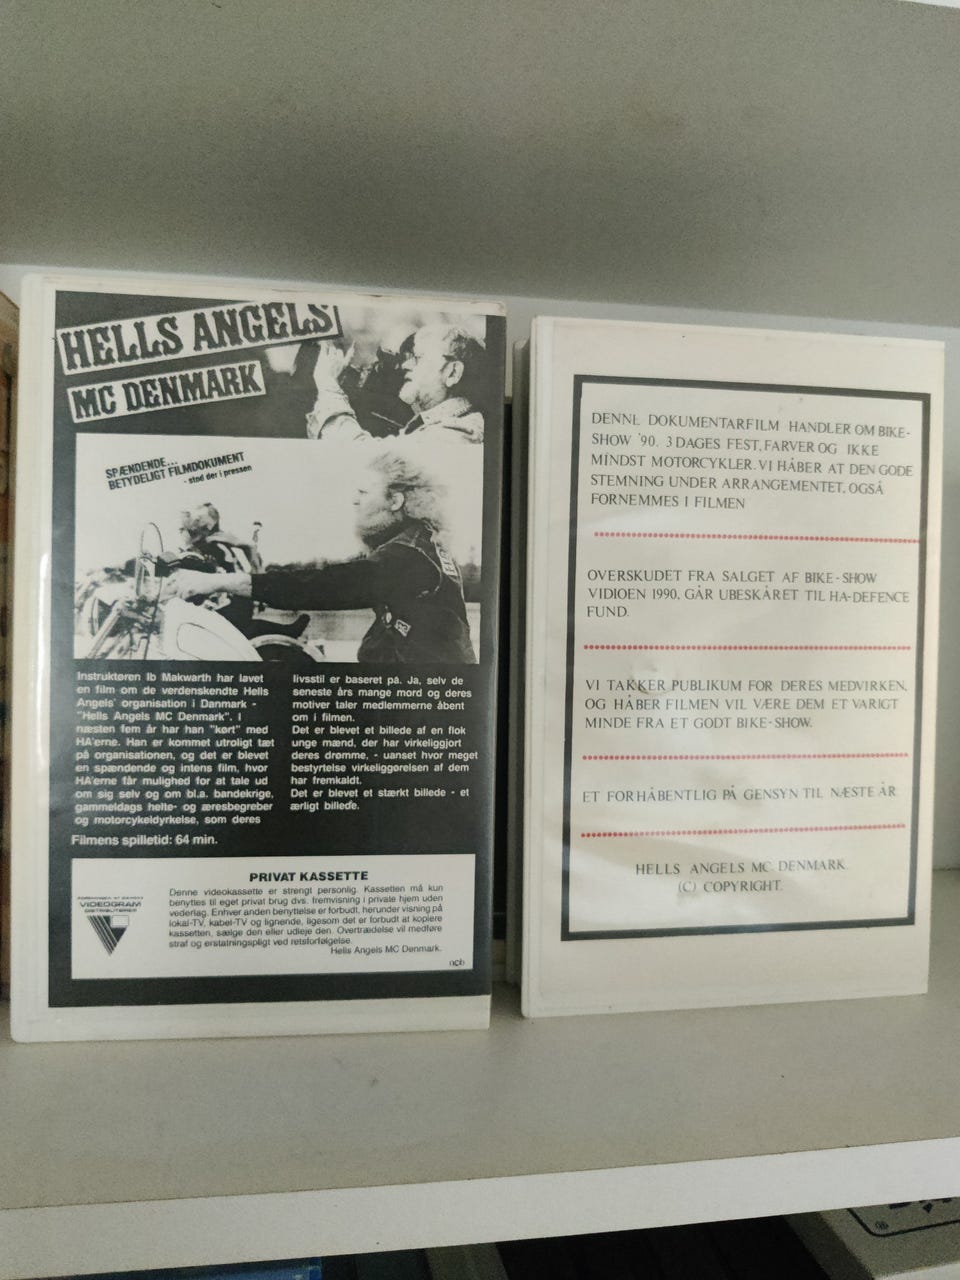 HELLS ANGELS
MC DENMARK
SPÆNDENDE...
BETYDELIGT FILMDOKUMENT
- stod der i pressen
Instruktøren Ib Makwarth har lavet
en film om de verdenskendte Hells
Angels' organisation i Danmark -
"Hells Angels MC Denmark". I
næsten fem år har han "kørt" med
HA'erne. Han er kommet utroligt tæt
på organisationen, og det er blevet
en spændende og intens film, hvor
HA'erne får mulighed for at tale ud
om sig selv og om bl.a. bandekrige,
gammeldags helte- og æresbegreber
og motorcykeldyrkelse, som deres
livsstil er baseret på. Ja, selv de
seneste års mange mord og deres
motiver taler medlemmerne åbent
om i filmen.
Det er blevet et billede af en flok
unge mænd, der har virkeliggjort
deres drømme, - uanset hvor meget
bestyrtelse virkeliggørelsen af dem
har fremkaldt.
Det er blevet et stærkt billede - et
ærligt billede.
Filmens spilletid: 64 min.
VIDEOGRAM
DISTRIBUTØRER
PRIVAT KASSETTE
Denne videokassette er strengt personlig. Kassetten må kun
benyttes til eget privat brug dvs. fremvisning i private hjem uden
vederlag. Enhver anden benyttelse er forbudt, herunder visning på
lokal-TV, kabel-TV og lignende, ligesom det er forbudt at kopiere
kassetten, sælge den eller udleje den. Overtrædelse vil medføre
straf og erstatningspligt ved retsforfølgelse.
Hells Angels MC Denmark.
ncb
DENNE DOKUMENTARFILM HANDLER OM BIKE-
SHOW '90. 3 DAGES FEST, FARVER OG IKKE
MINDST MOTORCYKLER. VI HÅBER AT DEN GODE
STEMNING UNDER ARRANGEMENTET, OGSÅ
FORNEMMES I FILMEN
OVERSKUDET FRA SALGET AF BIKE-SHOW
VIDIOEN 1990, GÅR UBESKÅRET TIL HA-DEFENCE
FUND.
VI TAKKER PUBLIKUM FOR DERES MEDVIRKEN,
OG HÅBER FILMEN VIL VÆRE DEM ET VARIGT
MINDE FRA ET GODT BIKE-SHOW.
ET FORHÅBENTLIG PÅ GENSYN TIL NÆSTE ÅR
HELLS ANGELS MC DENMARK.
(C) COPYRIGHT.